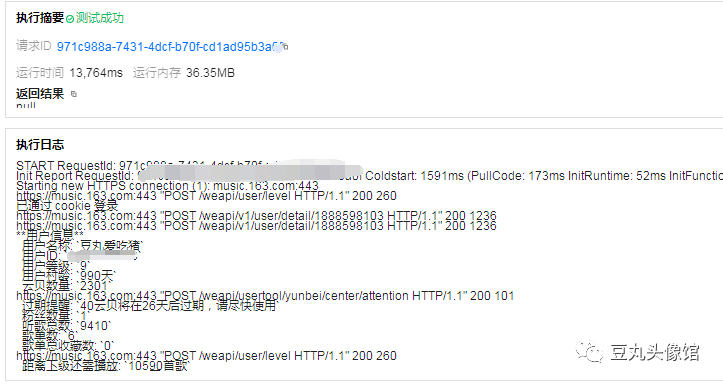 执行摘要 测试成功
请求ID 971c988a-7431-4dcf-b70f-cd1ad95b3a
运行时间 13,764ms 运行内存 36.35MB
返回结果
null
执行日志
START RequestId: 971c988a-7431-4dcf-b70f
Init Report RequestId: Coldstart: 1591ms (PullCode: 173ms InitRuntime: 52ms InitFunctio
Starting new HTTPS connection (1): music.163.com:443
https://music.163.com:443 "POST /weapi/user/level HTTP/1.1" 200 260
已通过 cookie 登录
https://music.163.com:443 "POST /weapi/v1/user/detail/1888598103 HTTP/1.1" 200 1236
https://music.163.com:443 "POST /weapi/v1/user/detail/1888598103 HTTP/1.1" 200 1236
**用户信息**
用户名称: `豆丸爱吃猪`
用户ID: `
用户等级: `9`
用户村龄: `990天`
云贝数量: `2301`
https://music.163.com:443 "POST /weapi/usertool/yunbei/center/attention HTTP/1.1" 200 101
过期提醒: `40云贝将在26天后过期，请尽快使用`
粉丝数量: `1`
听歌总数: `9410`
歌单数: `6`
歌单总收藏数: `0`
https://music.163.com:443 "POST /weapi/user/level HTTP/1.1" 200 260
距离下级还需播放: `10590首歌`
豆丸头像馆